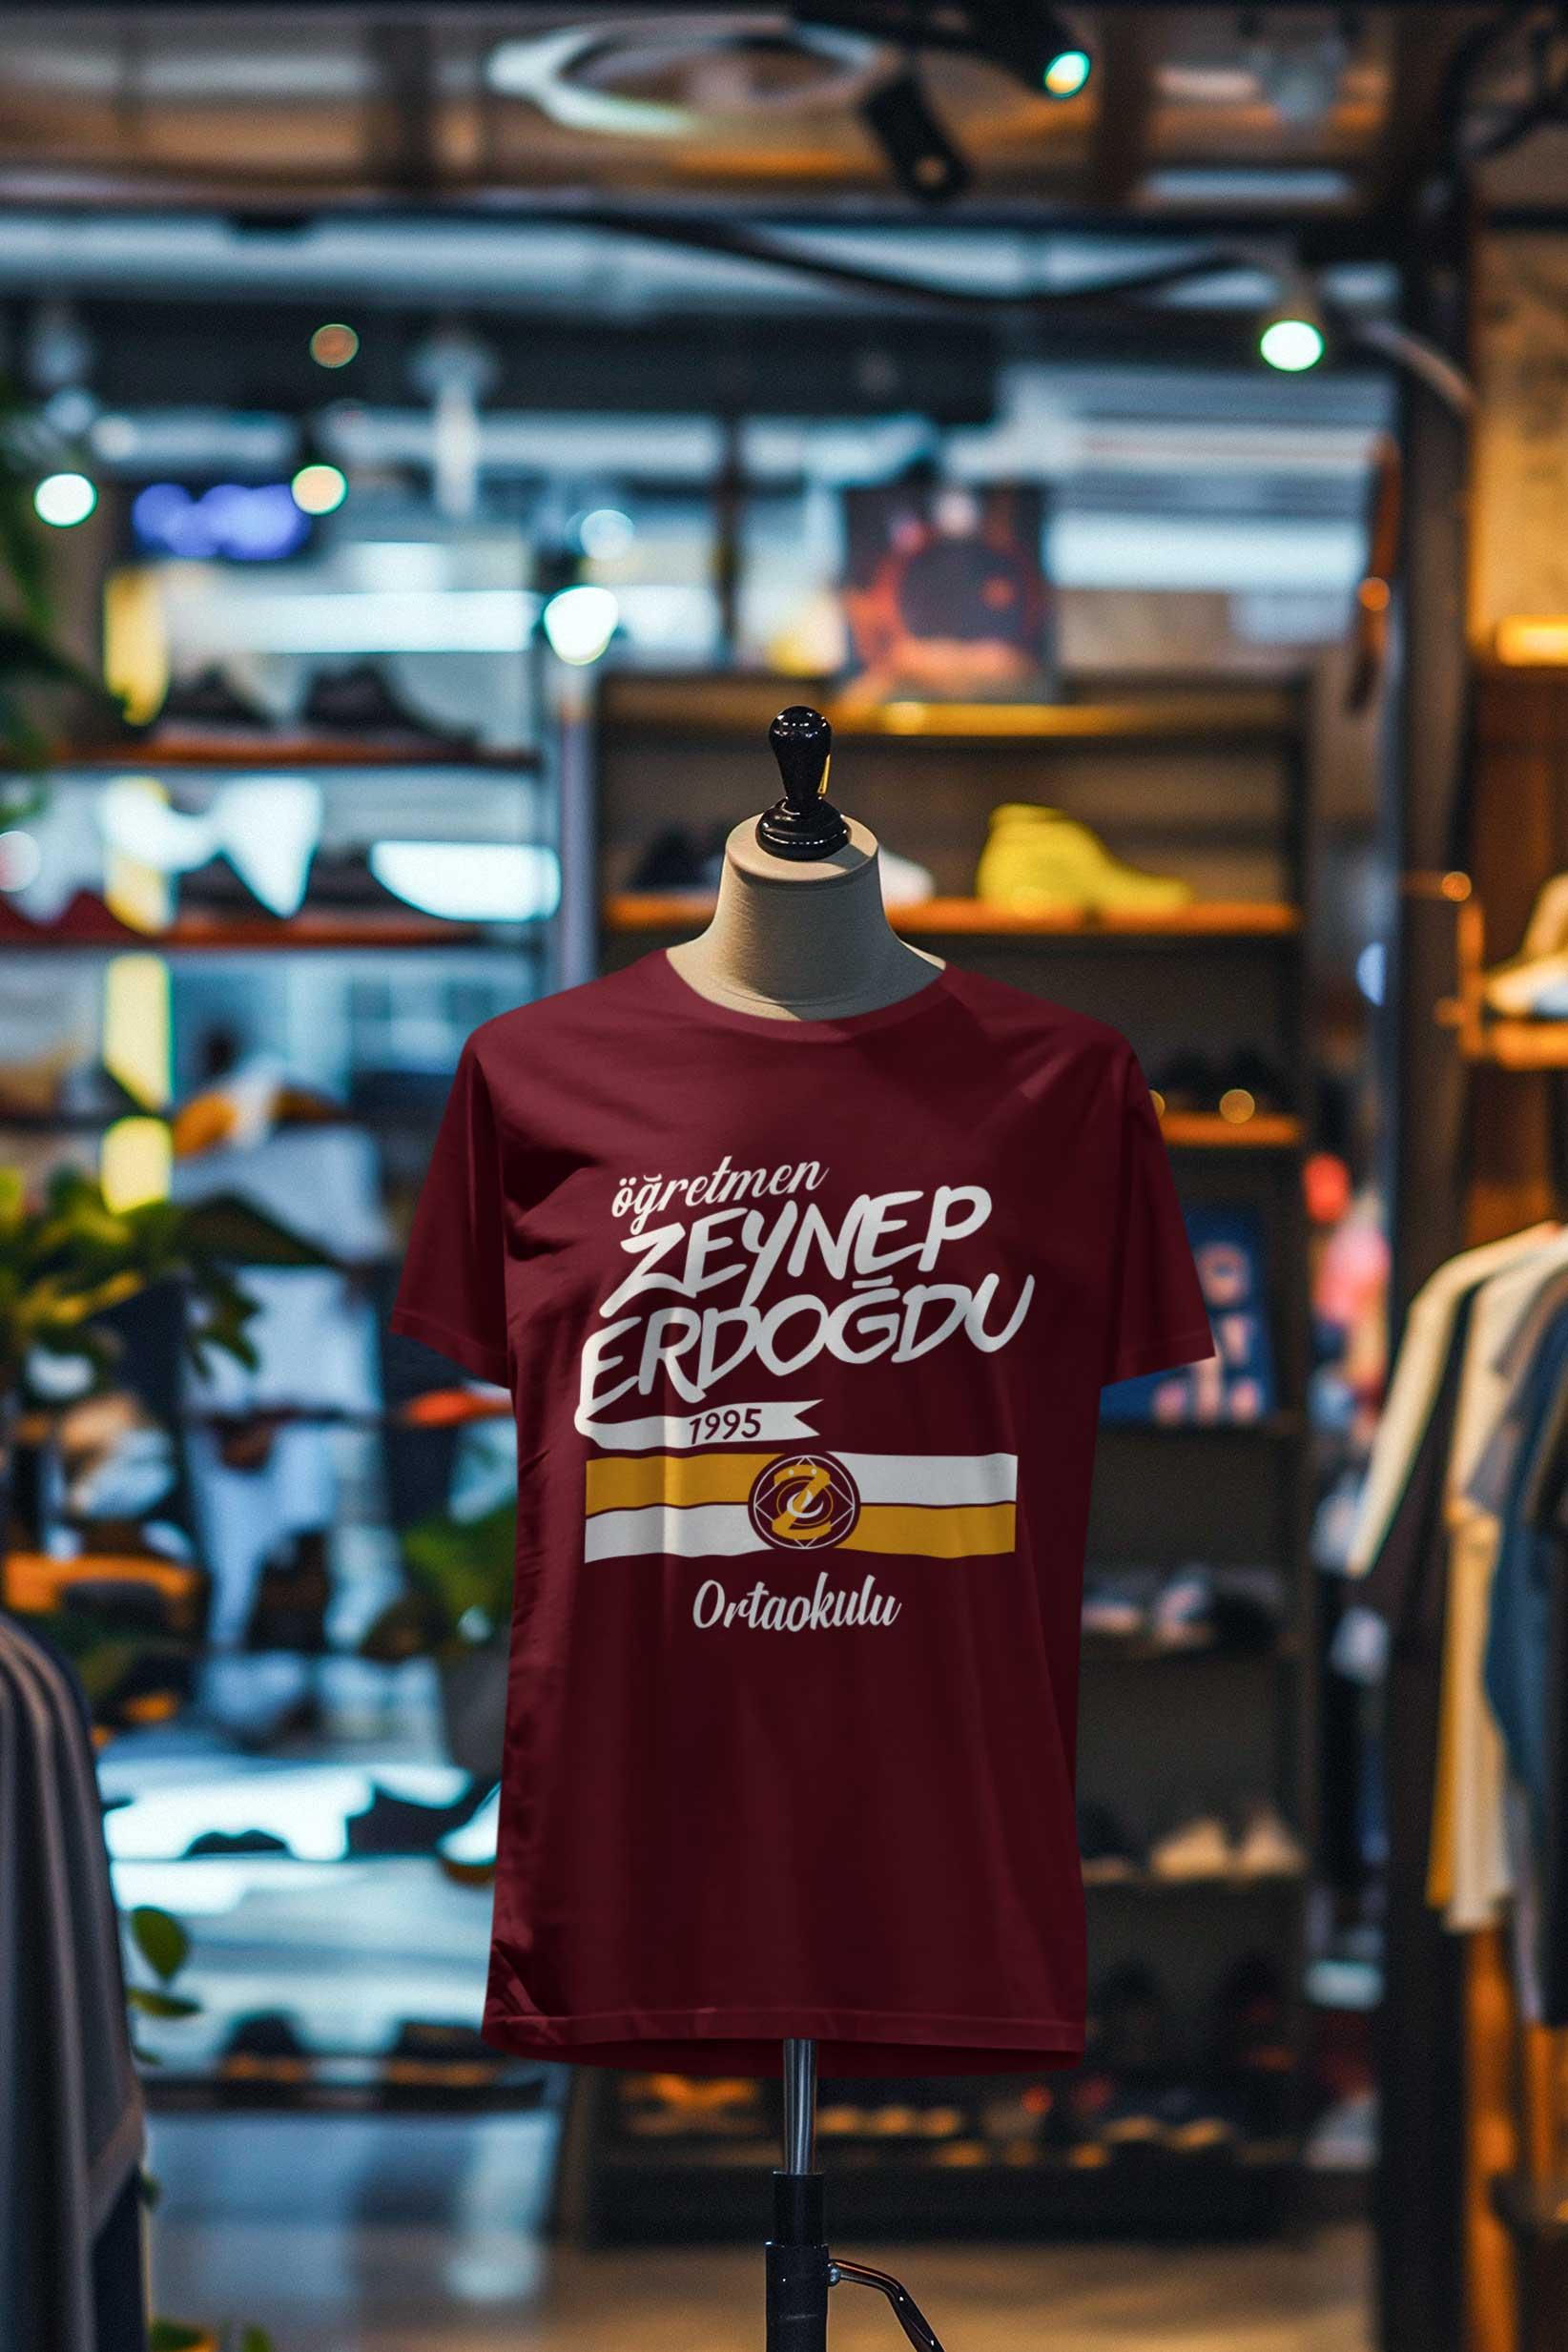 öğretmen
ZEYNEP
ERDOĞDU
1995
Z
Ortaokulu